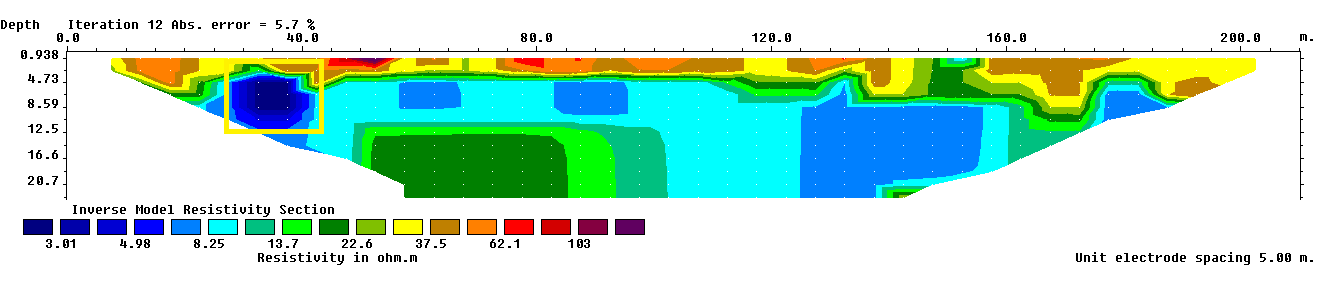 Depth Iteration 12 Abs. error = 5.7 %
0.0 40.0 80.0 120.0 160.0 200.0 m.
0.938
4.73
8.59
12.5
16.6
20.7
Inverse Model Resistivity Section
3.01 4.98 8.25 13.7 22.6 37.5 62.1 103
Resistivity in ohm.m
Unit electrode spacing 5.00 m.